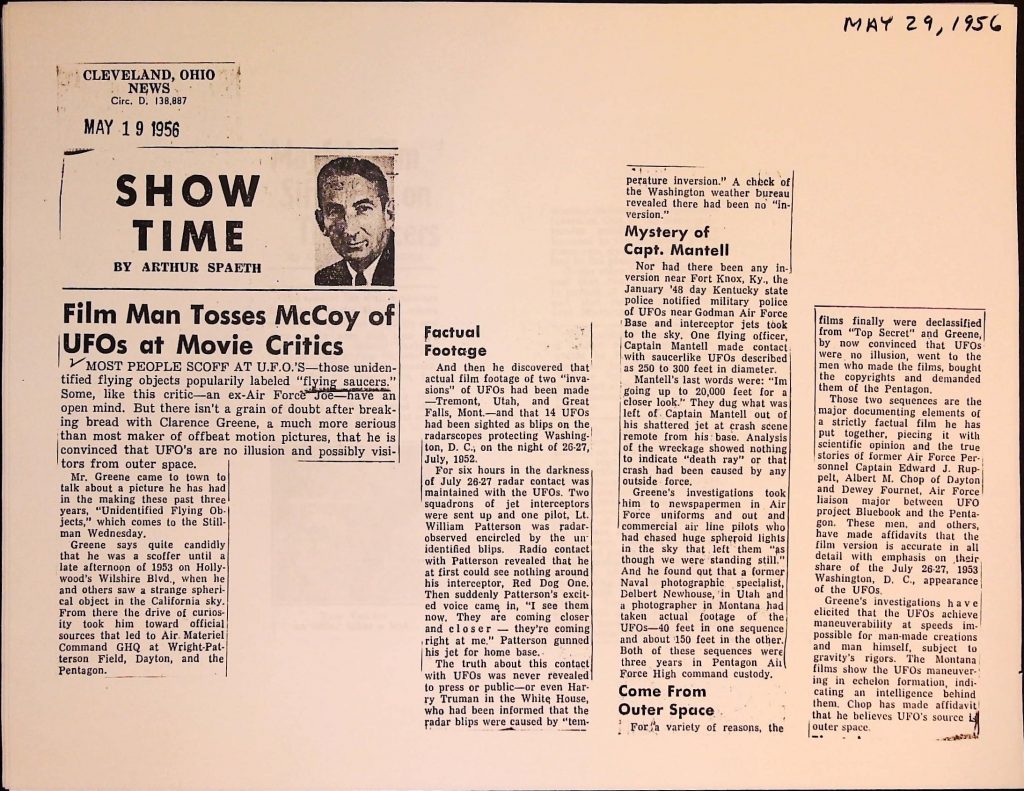 MAY 29, 1956
CLEVELAND, OHIO
NEWS
Circ. D. 138,887
MAY 19 1956
SHOW
TIME
BY ARTHUR SPAETH
Film Man Tosses McCoy of
UFOs at Movie Critics
MOST PEOPLE SCOFF AT U.F.O.'S—those uniden-
tified flying objects popularly labeled "flying saucers."
Some, like this critic—an ex-Air Force Joe—have an
open mind. But there isn't a grain of doubt after break-
ing bread with Clarence Greene, a much more serious
than most maker of offbeat motion pictures, that he is
convinced that UFO's are no illusion and possibly visi-
tors from outer space.
Mr. Greene came to town to
talk about a picture he has had
in the making these past three
years, "Unidentified Flying Ob-
jects," which comes to the Still-
man Wednesday.
Greene says quite candidly
that he was a scoffer until a
late afternoon of 1953 on Holly-
wood's Wilshire Blvd., when he
and others saw a strange spheri-
cal object in the California sky.
From there the drive of curios-
ity took him toward official
sources that led to Air Materiel
Command GHQ at Wright-Pat-
terson Field, Dayton, and the
Pentagon.
Factual
Footage
And then he discovered that
actual film footage of two "inva-
sions" of UFOs had been made
—Tremont, Utah, and Great
Falls, Mont.—and that 14 UFOs
had been sighted as blips on the
radarscopes protecting Washing-
ton, D. C., on the night of 26-27,
July, 1952.
For six hours in the darkness
of July 26-27 radar contact was
maintained with the UFOs. Two
squadrons of jet interceptors
were sent up and one pilot, Lt.
William Patterson was radar-
observed encircled by the un
identified blips. Radio contact
with Patterson revealed that he
at first could see nothing around
his interceptor, Red Dog One.
Then suddenly Patterson's excit-
ed voice came in, "I see them
now. They are coming closer
and closer – they're coming
right at me." Patterson gunned
his jet for home base.
The truth about this contact
with UFOs was never revealed
to press or public—or even Har-
ry Truman in the White House,
who had been informed that the
radar blips were caused by "tem-
perature inversion." A check of
the Washington weather bureau
revealed there had been no "in-
version."
Mystery of
Capt. Mantell
Nor had there been any in-
version near Fort Knox, Ky., the
January '48 day Kentucky state
police notified military police
of UFOs near Godman Air Force
Base and interceptor jets took
to the sky. One flying officer,
Captain Mantell made contact
with saucerlike UFOs described
as 250 to 300 feet in diameter.
Mantell's last words were: "Im
going up to 20,000 feet for a
closer look." They dug what was
left of Captain Mantell out of
his shattered jet at crash scene
remote from his base. Analysis
of the wreckage showed nothing
to indicate "death ray" or that
crash had been caused by any
outside force.
Greene's investigations took
him to newspapermen in Air
Force uniforms and out and
commercial air line pilots who
had chased huge spheroid lights
in the sky that left them "as
though we were standing still."
And he found out that a former
Naval photographic specialist,
Delbert Newhouse, in Utah and
a photographer in Montana had
taken actual footage of the
UFOs—40 feet in one sequence
and about 150 feet in the other.
Both of these sequences were
three years in Pentagon Air
Force High command custody.
Come From
Outer Space
For a variety of reasons, the
films finally were declassified
from "Top Secret" and Greene,
by now convinced that UFOs
were no illusion, went to the
men who made the films, bought
the copyrights and demanded
them of the Pentagon.
Those two sequences are the
major documenting elements of
a strictly factual film he has
put together, piecing it with
scientific opinion and the true
stories of former Air Force Per-
sonnel Captain Edward J. Rup-
pelt, Albert M. Chop of Dayton
and Dewey Fournet, Air Force
liaison major between UFO
project Bluebook and the Penta-
gon. These men, and others,
have made affidavits that the
film version is accurate in all
detail with emphasis on their
share of the July 26-27, 1953
Washington, D. C., appearance
of the UFOs.
Greene's investigations have
elicited that the UFOs achieve
maneuverability at speeds im-
possible for man-made creations
and man himself, subject to
gravity's rigors. The Montana
films show the UFOs maneuver-
ing in echelon formation, indi-
cating an intelligence behind
them. Chop has made affidavit
that he believes UFO's source is
outer space.